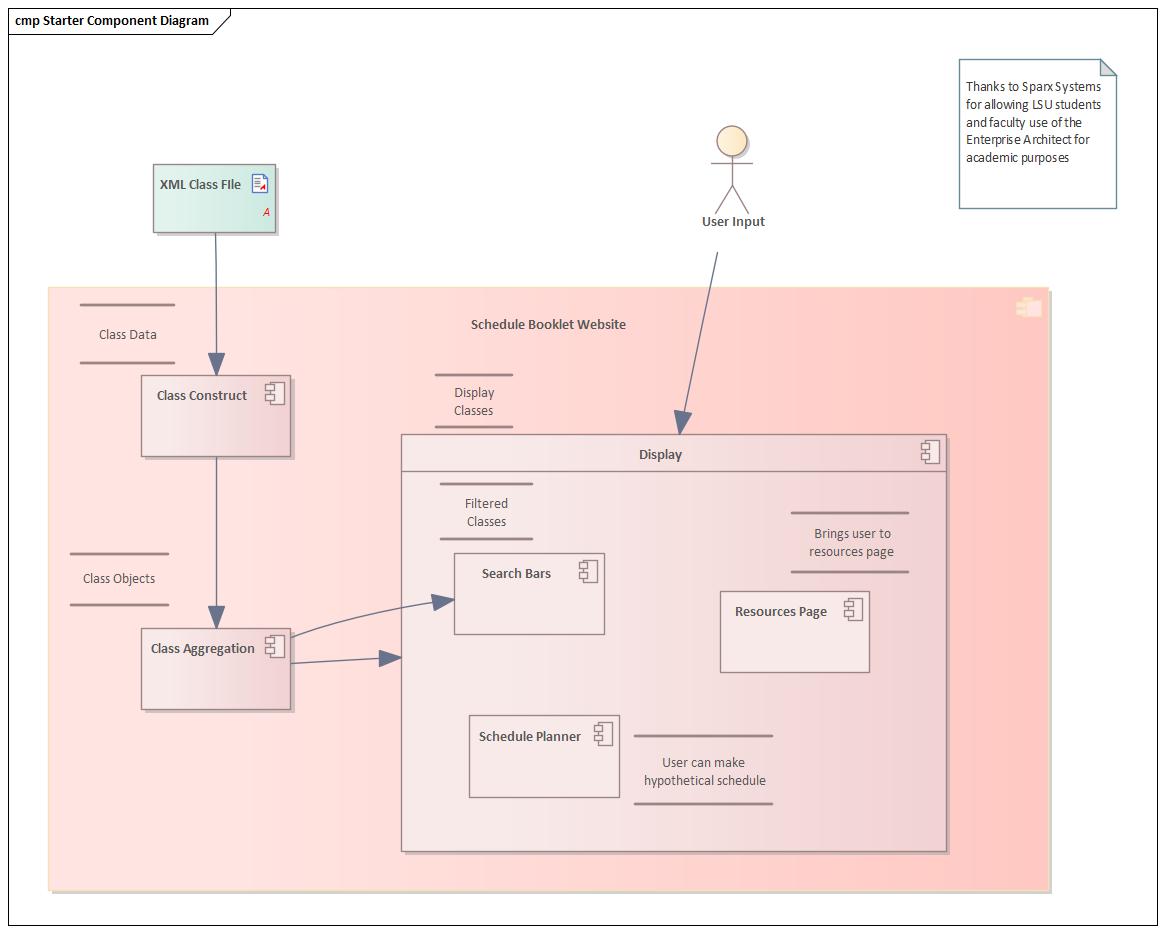 cmp Starter Component Diagram
Thanks to Sparx Systems
for allowing LSU students
and faculty use of the
Enterprise Architect for
academic purposes
XML Class FIle
A
User Input
Schedule Booklet Website
Class Data
Class Construct
Display
Classes
Display
Filtered
Classes
Brings user to
resources page
Search Bars
Class Objects
Resources Page
Class Aggregation
Schedule Planner
User can make
hypothetical schedule